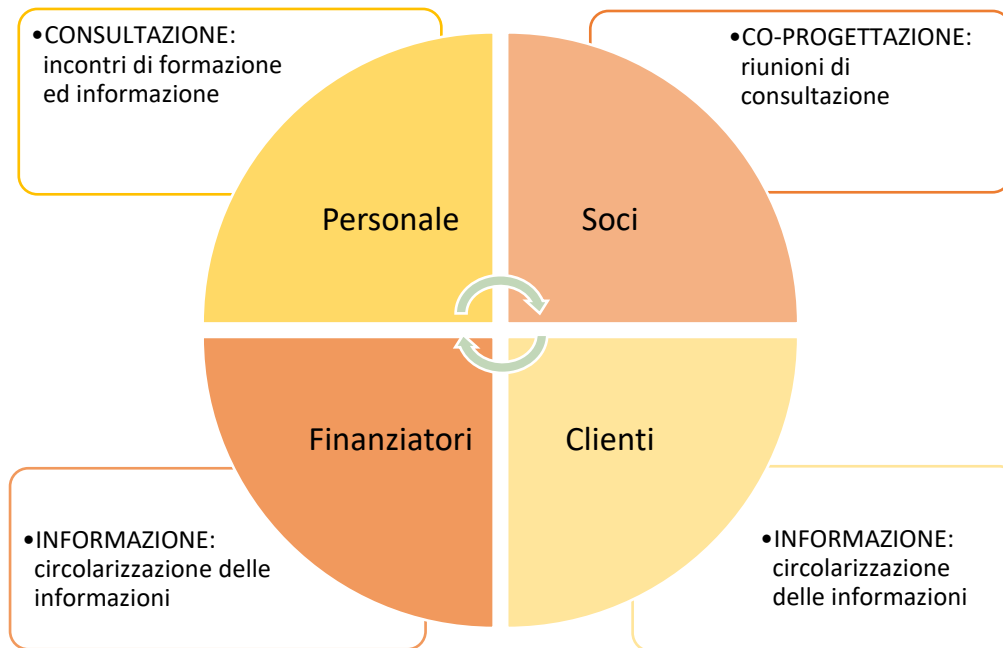 •CONSULTAZIONE:
incontri di formazione
ed informazione
•CO-PROGETTAZIONE:
riunioni di
consultazione
Personale
Soci
Finanziatori
Clienti
•INFORMAZIONE:
circolarizzazione delle
informazioni
•INFORMAZIONE:
circolarizzazione
delle informazioni